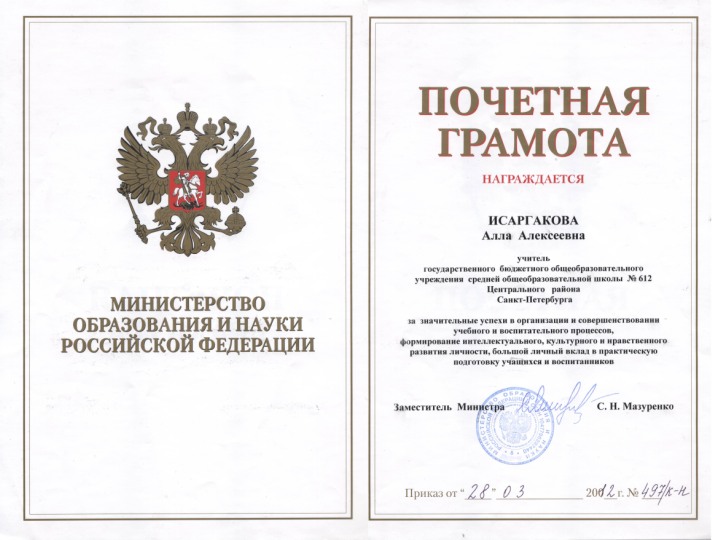 МИНИСТЕРСТВО
ОБРАЗОВАНИЯ И НАУКИ
РОССИЙСКОЙ ФЕДЕРАЦИИ
ПОЧЕТНАЯ
ГРАМОТА
НАГРАЖДАЕТСЯ
ИСАРГАКОВА
Алла Алексеевна
учитель
государственного бюджетного общеобразовательного
учреждения средней общеобразовательной школы № 612
Центрального района
Санкт-Петербурга
за значительные успехи в организации и совершенствовании
учебного и воспитательного процессов,
формирование интеллектуального, культурного и нравственного
развития личности, большой личный вклад в практическую
подготовку учащихся и воспитанников
Заместитель Министра С. Н. Мазуренко
Приказ от “ 28 ” 03 2012 г. № 497/к-н